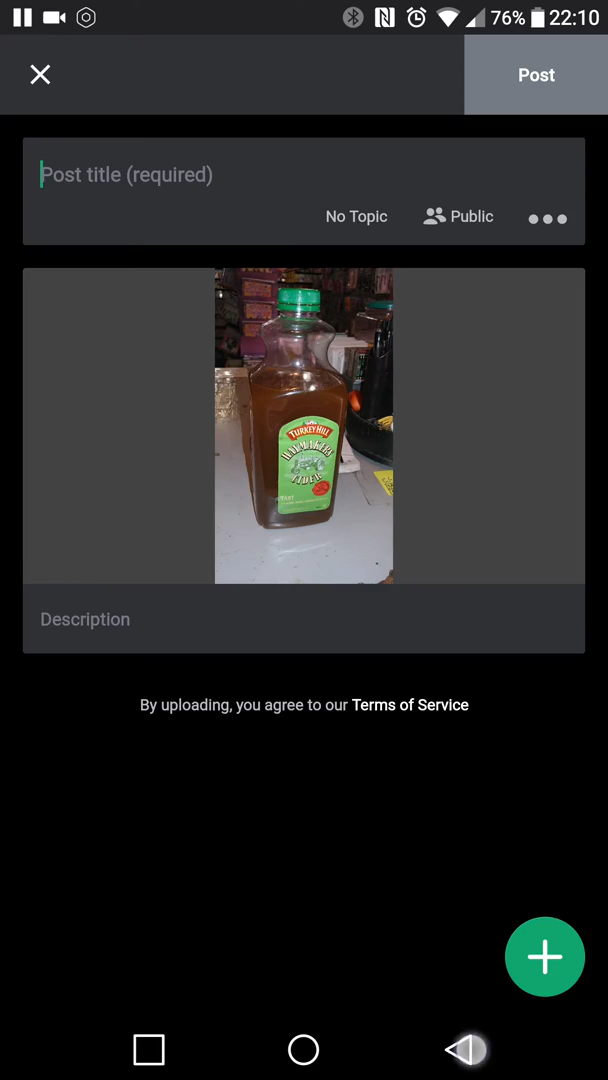 76% 22:10
Post
Post title (required)
No Topic Public
TURKEY HILL
HAYMAKERS
CIDER
TART
Description
By uploading, you agree to our Terms of Service